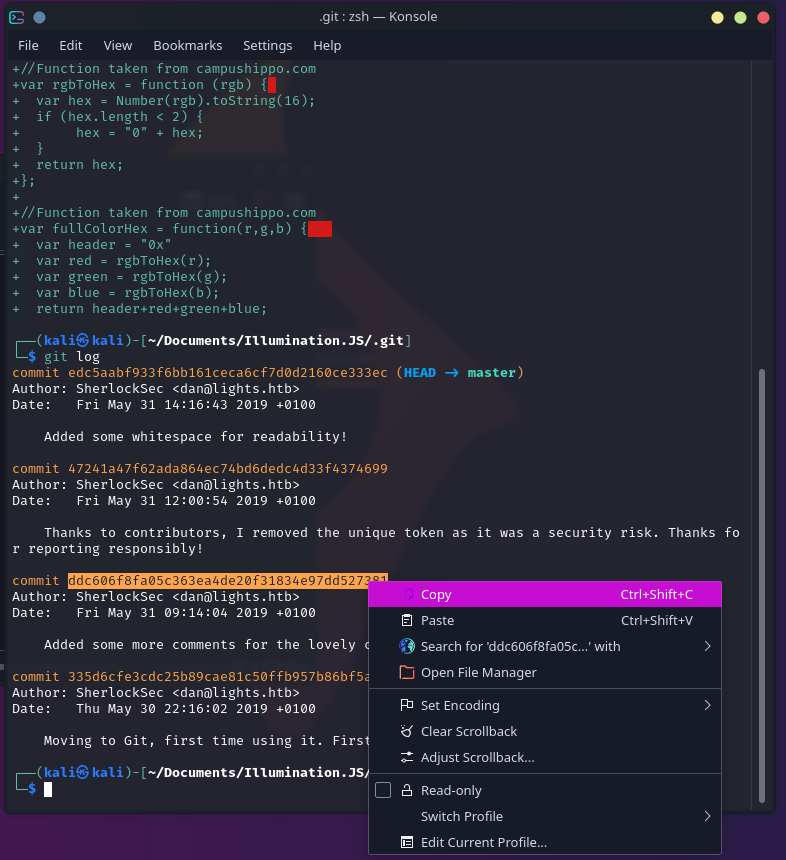 .git : zsh — Konsole
File Edit View Bookmarks Settings Help
+//Function taken from campushippo.com
+var rgbToHex = function (rgb) {
+  var hex = Number(rgb).toString(16);
+  if (hex.length < 2) {
+       hex = "0" + hex;
+  }
+  return hex;
+};
+
+//Function taken from campushippo.com
+var fullColorHex = function(r,g,b) {
+  var header = "0x"
+  var red = rgbToHex(r);
+  var green = rgbToHex(g);
+  var blue = rgbToHex(b);
+  return header+red+green+blue;
┌──(kali㉿kali)-[~/Documents/Illumination.JS/.git]
└─$ git log
commit edc5aabf933f6bb161ceca6cf7d0d2160ce333ec (HEAD → master)
Author: SherlockSec <dan@lights.htb>
Date:   Fri May 31 14:16:43 2019 +0100
    Added some whitespace for readability!
commit 47241a47f62ada864ec74bd6dedc4d33f4374699
Author: SherlockSec <dan@lights.htb>
Date:   Fri May 31 12:00:54 2019 +0100
    Thanks to contributors, I removed the unique token as it was a security risk. Thanks fo
r reporting responsibly!
commit ddc606f8fa05c363ea4de20f31834e97dd527381
Author: SherlockSec <dan@lights.htb>
Date:   Fri May 31 09:14:04 2019 +0100
    Added some more comments for the lovely
commit 335d6cfe3cdc25b89cae81c50ffb957b86bf5a
Author: SherlockSec <dan@lights.htb>
Date:   Thu May 30 22:16:02 2019 +0100
    Moving to Git, first time using it. First
┌──(kali㉿kali)-[~/Documents/Illumination.JS/
└─$
Copy Ctrl+Shift+C
Paste Ctrl+Shift+V
Search for 'ddc606f8fa05c...' with
Open File Manager
Set Encoding
Clear Scrollback
Adjust Scrollback...
Read-only
Switch Profile
Edit Current Profile...